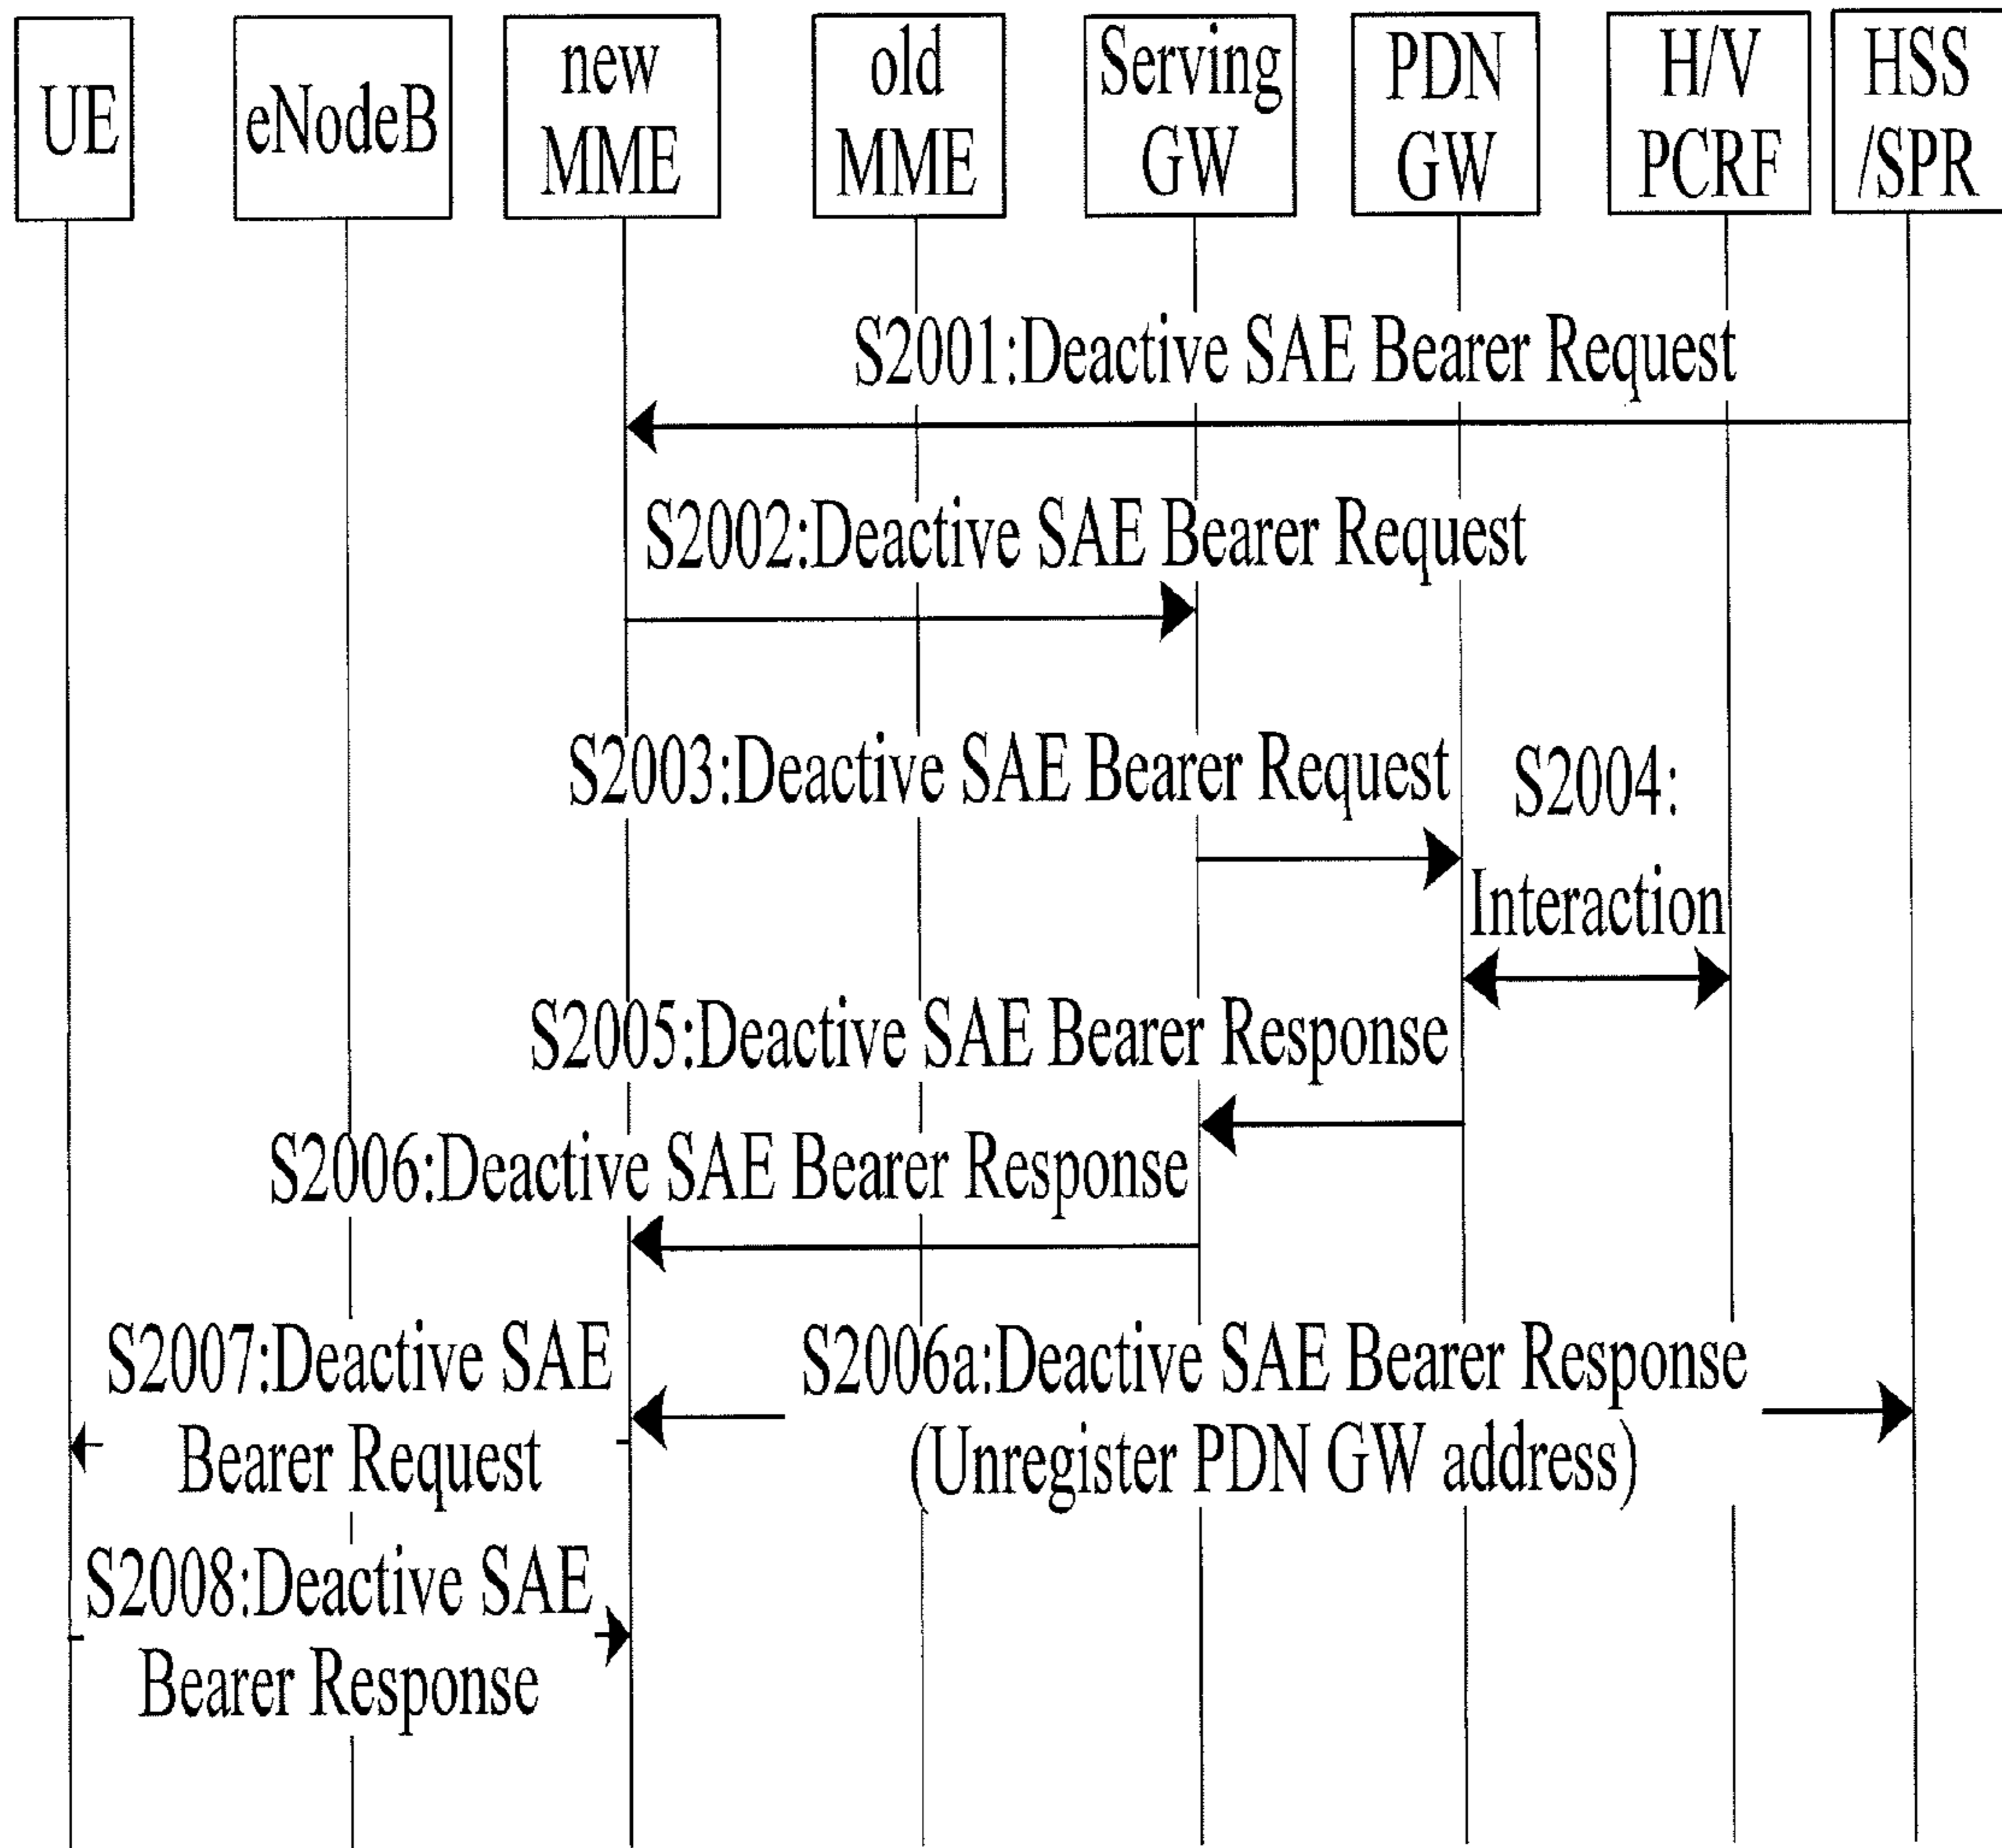 UE
eNodeB
new
MME
old
MME
Serving
GW
PDN
GW
H/V
PCRF
HSS
/SPR
S2001:Deactive SAE Bearer Request
S2002:Deactive SAE Bearer Request
S2003:Deactive SAE Bearer Request
S2004:
Interaction
S2005:Deactive SAE Bearer Response
S2006:Deactive SAE Bearer Response
S2007:Deactive SAE
Bearer Request
S2006a:Deactive SAE Bearer Response
(Unregister PDN GW address)
S2008:Deactive SAE
Bearer Response